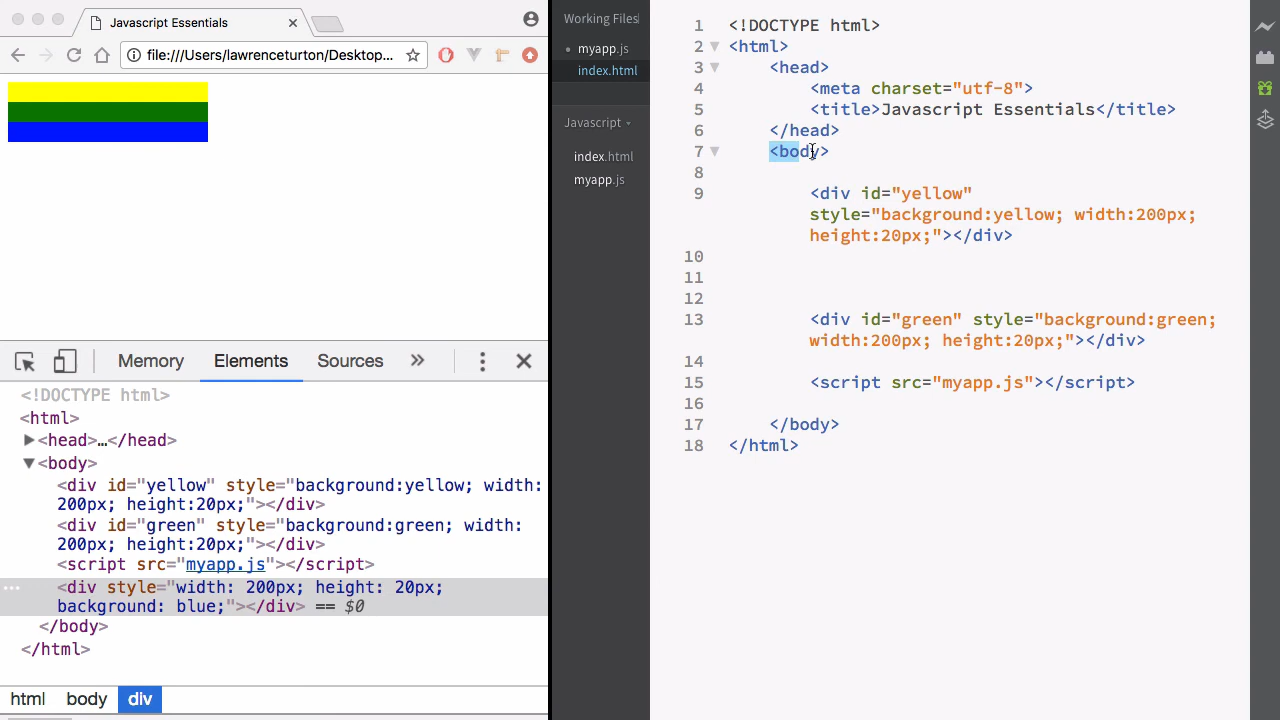 Javascript Essentials
file:///Users/lawrenceturton/Desktop...
Memory
Elements
Sources
<!DOCTYPE html>
<html>
<head>…</head>
<body>
<div id="yellow" style="background:yellow; width:
200px; height:20px;"></div>
<div id="green" style="background:green; width:
200px; height:20px;"></div>
<script src="myapp.js"></script>
<div style="width: 200px; height: 20px;
background: blue;"></div> == $0
</body>
</html>
html
body
div
Working Files
myapp.js
index.html
Javascript
index.html
myapp.js
1 <!DOCTYPE html>
2 <html>
3 <head>
4 <meta charset="utf-8">
5 <title>Javascript Essentials</title>
6 </head>
7 <body>
8
9 <div id="yellow"
style="background:yellow; width:200px;
height:20px;"></div>
10
11
12
13 <div id="green" style="background:green;
width:200px; height:20px;"></div>
14
15 <script src="myapp.js"></script>
16
17 </body>
18 </html>